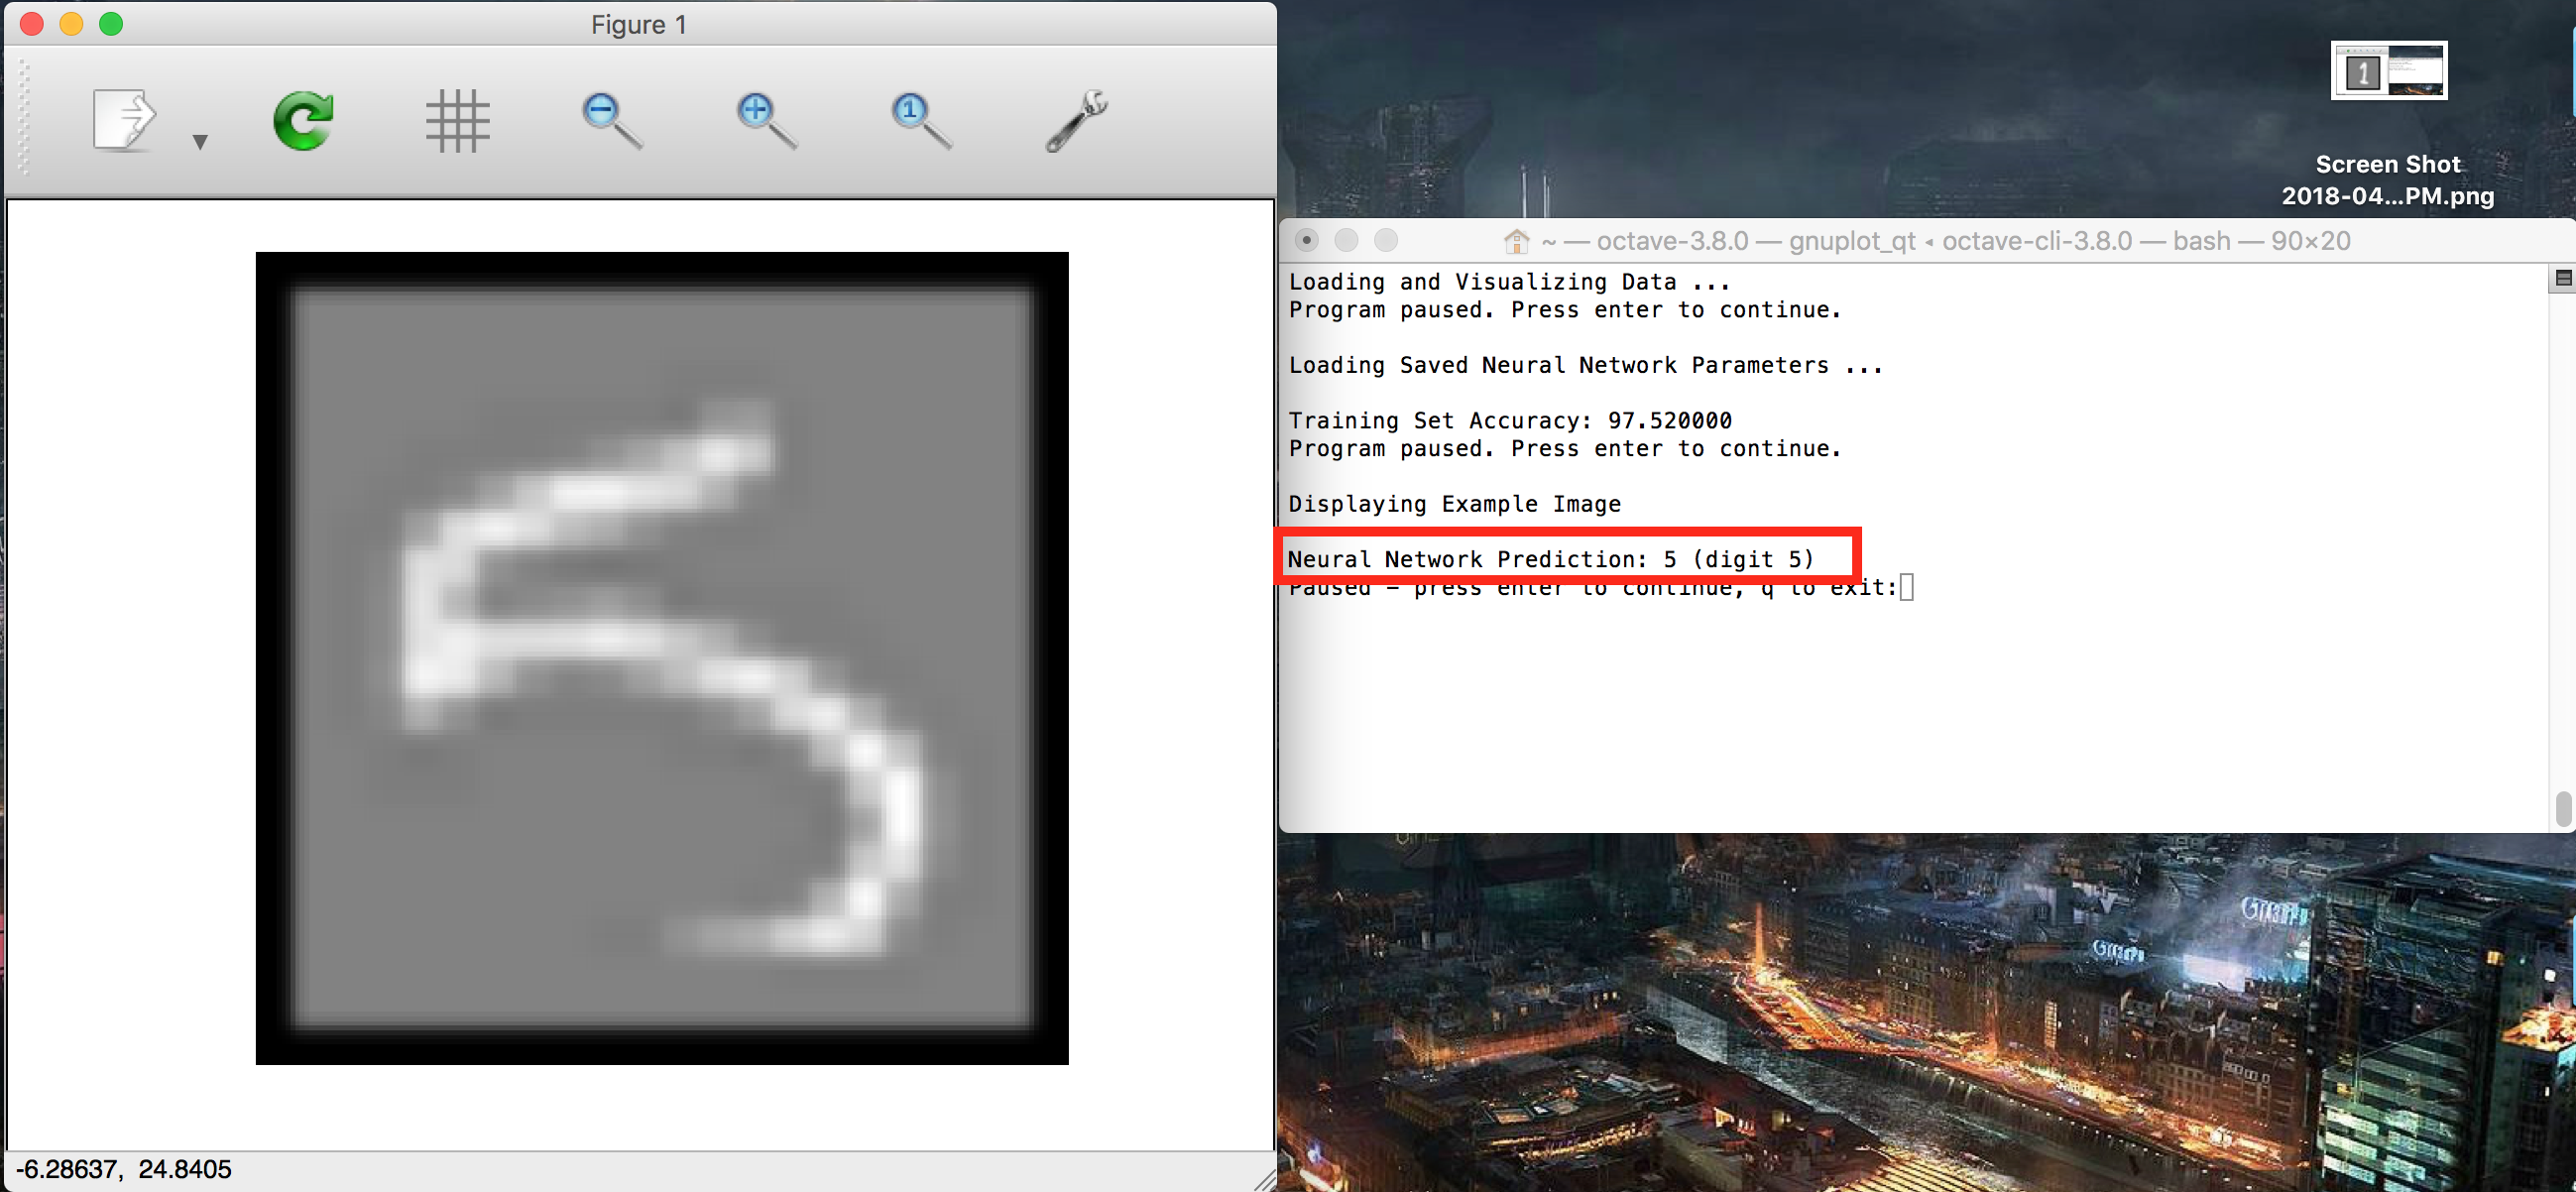 Figure 1
1
5
-6.28637, 24.8405
1
Screen Shot
2018-04...PM.png
~ — octave-3.8.0 — gnuplot_qt ◂ octave-cli-3.8.0 — bash — 90×20
Loading and Visualizing Data ...
Program paused. Press enter to continue.
Loading Saved Neural Network Parameters ...
Training Set Accuracy: 97.520000
Program paused. Press enter to continue.
Displaying Example Image
Neural Network Prediction: 5 (digit 5)
Paused - press enter to continue, q to exit: